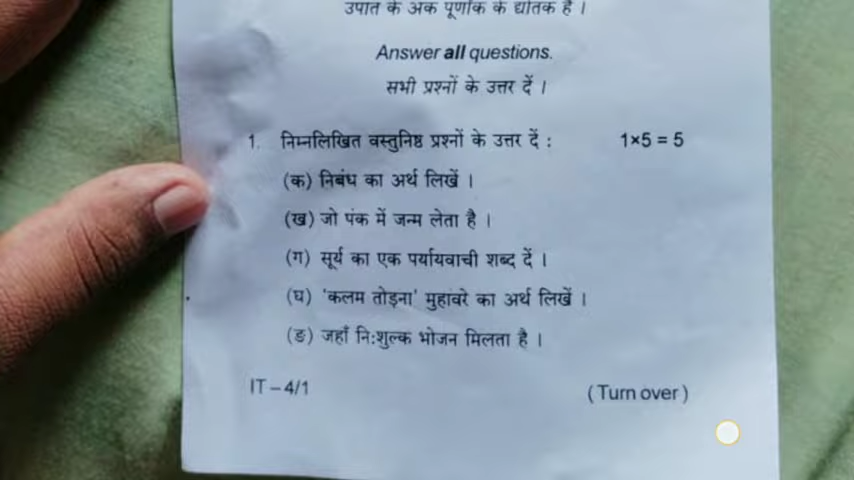 उपांत के अंक पूर्णांक के द्योतक हैं ।
Answer all questions.
सभी प्रश्नों के उत्तर दें ।
1. निम्नलिखित वस्तुनिष्ठ प्रश्नों के उत्तर दें : 1×5 = 5
(क) निबंध का अर्थ लिखें ।
(ख) जो पंक में जन्म लेता है ।
(ग) सूर्य का एक पर्यायवाची शब्द दें ।
(घ) 'कलम तोड़ना' मुहांवरे का अर्थ लिखें ।
(ङ) जहाँ नि:शुल्क भोजन मिलता है ।
IT – 4/1 (Turn over)